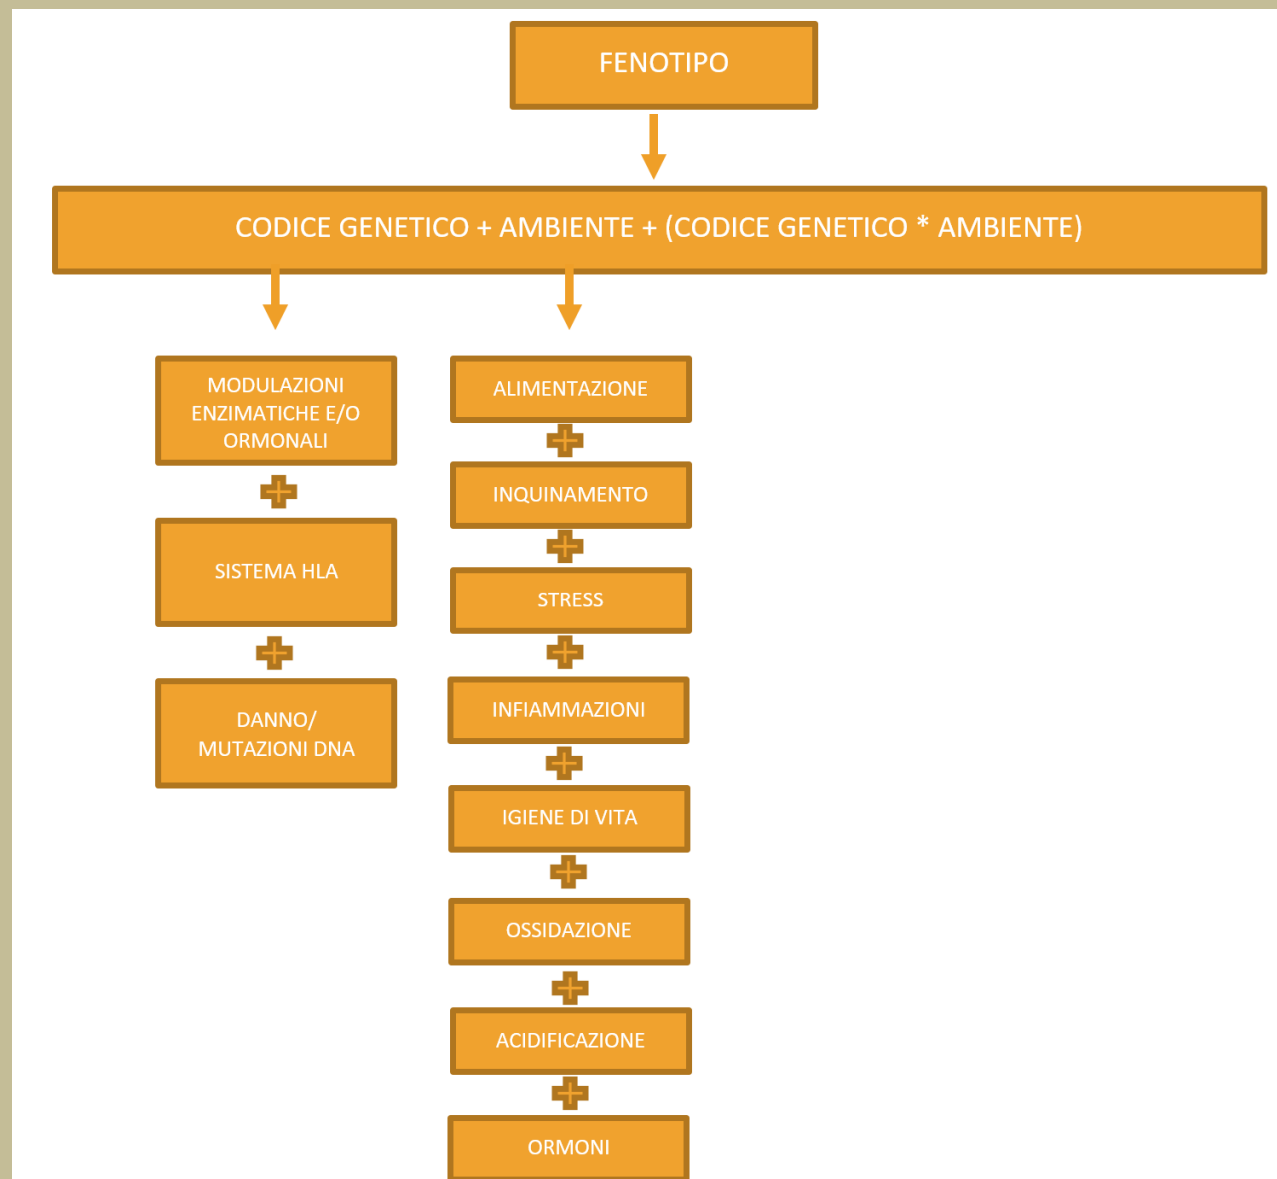 FENOTIPO
CODICE GENETICO + AMBIENTE + (CODICE GENETICO * AMBIENTE)
MODULAZIONI
ENZIMATICHE E/O
ORMONALI
SISTEMA HLA
DANNO/
MUTAZIONI DNA
ALIMENTAZIONE
INQUINAMENTO
STRESS
INFIAMMAZIONI
IGIENE DI VITA
OSSIDAZIONE
ACIDIFICAZIONE
ORMONI